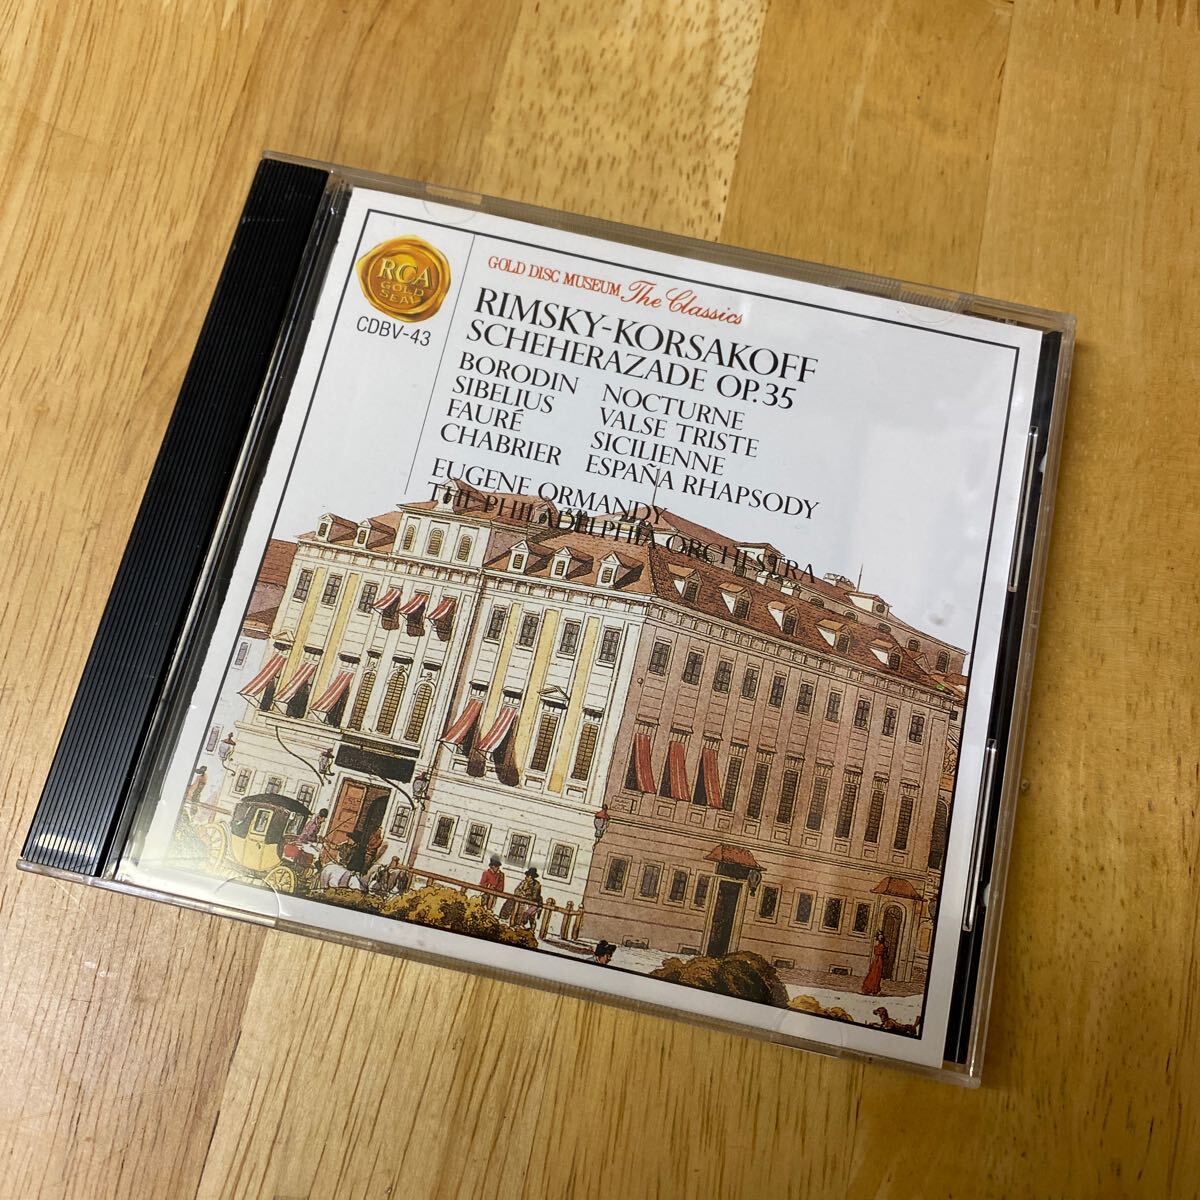 RCA
GOLD
SEAL
CDBV-43
GOLD DISC MUSEUM The Classics
RIMSKY-KORSAKOFF
SCHEHERAZADE OP.35
BORODIN NOCTURNE
SIBELIUS VALSE TRISTE
FAURÉ SICILIENNE
CHABRIER ESPAÑA RHAPSODY
EUGENE ORMANDY
THE PHILADELPHIA ORCHESTRA